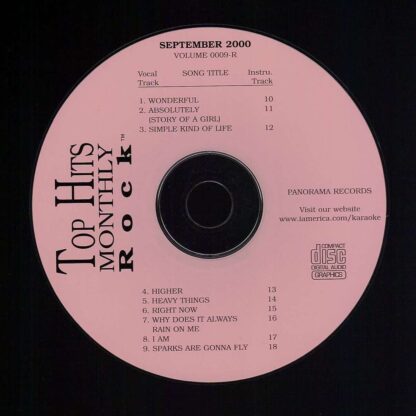 SEPTEMBER 2000
VOLUME 0009-R
Vocal Track SONG TITLE Instru. Track
1. WONDERFUL 10
2. ABSOLUTELY 11
(STORY OF A GIRL)
3. SIMPLE KIND OF LIFE 12
TOP HITS
MONTHLY
Rock™
PANORAMA RECORDS
Visit our website
www.iamerica.com/karaoke
COMPACT
disc
DIGITAL AUDIO
GRAPHICS
4. HIGHER 13
5. HEAVY THINGS 14
6. RIGHT NOW 15
7. WHY DOES IT ALWAYS 16
RAIN ON ME
8. I AM 17
9. SPARKS ARE GONNA FLY 18